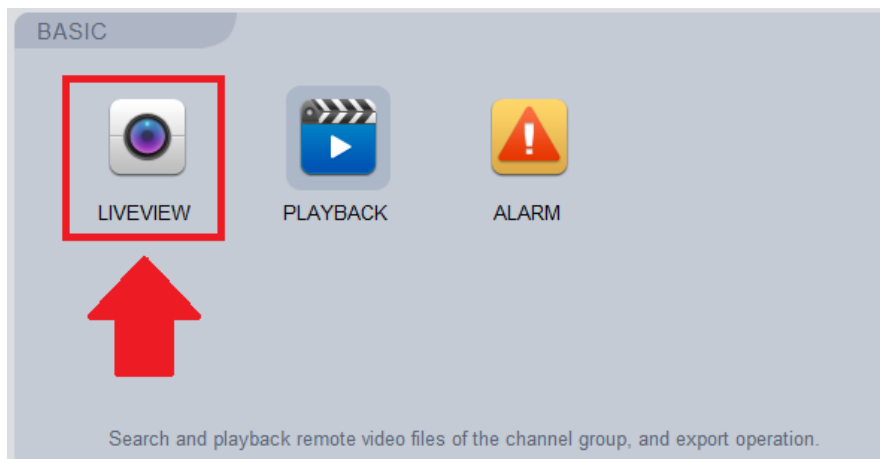 BASIC
LIVEVIEW
PLAYBACK
ALARM
Search and playback remote video files of the channel group, and export operation.